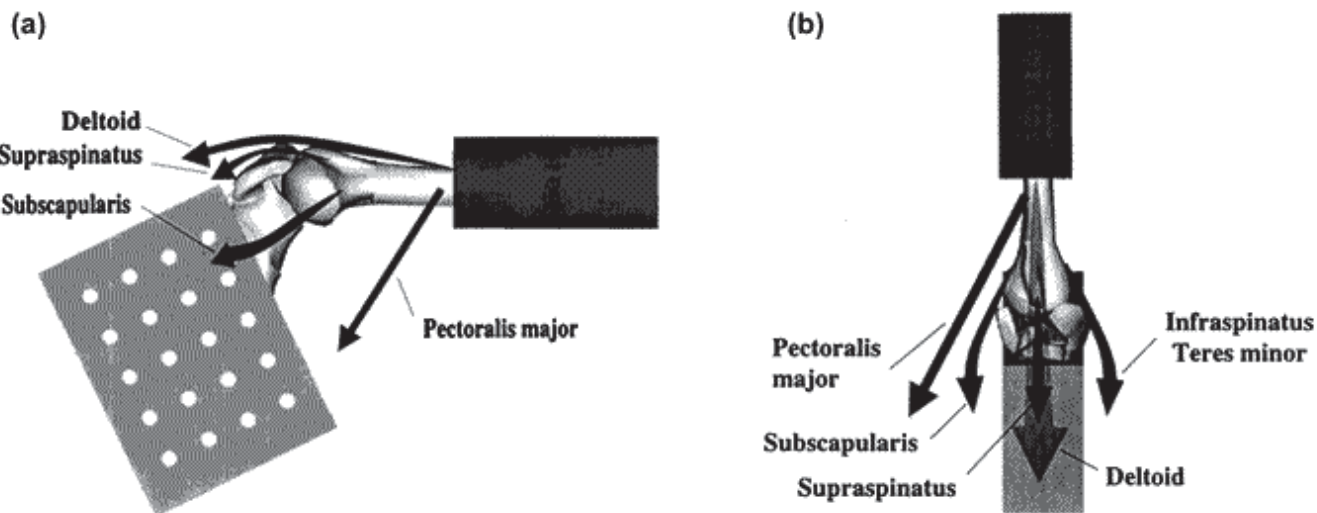 (a)
Deltoid
Supraspinatus
Subscapularis
Pectoralis major
(b)
Pectoralis
major
Subscapularis
Supraspinatus
Infraspinatus
Teres minor
Deltoid